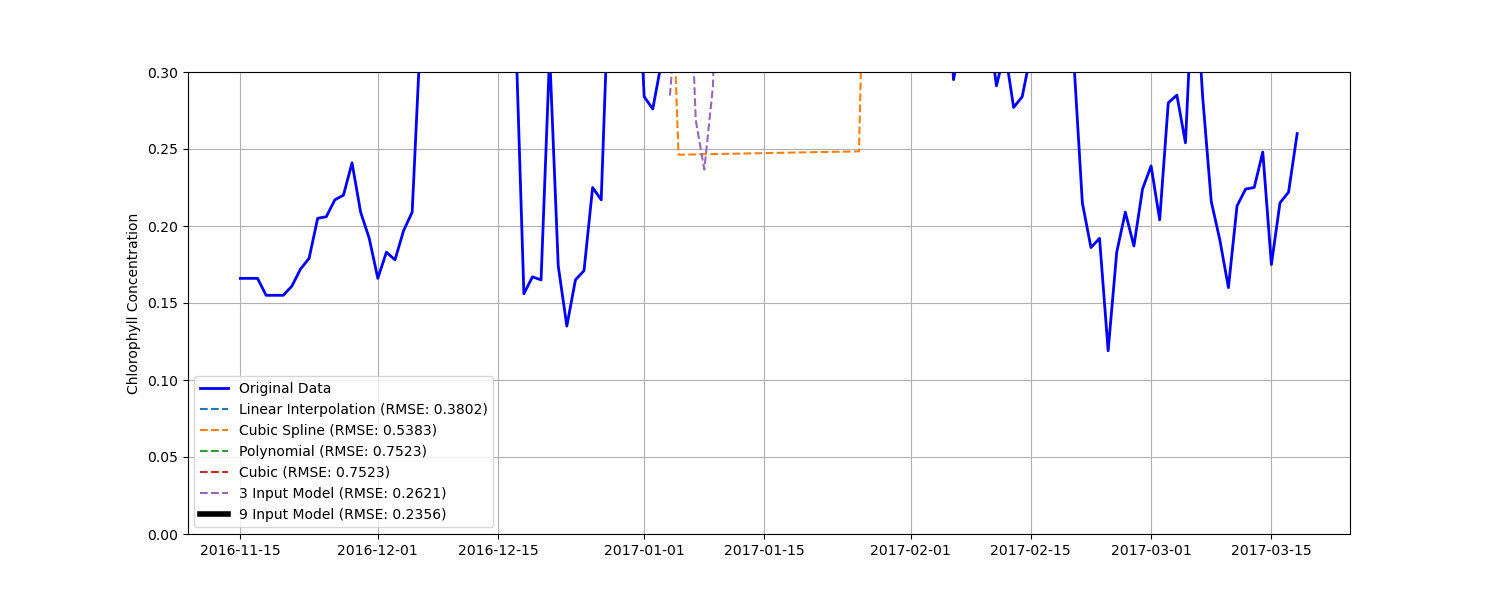 0.30
0.25
0.20
0.15
0.10
0.05
0.00
Chlorophyll Concentration
Original Data
Linear Interpolation (RMSE: 0.3802)
Cubic Spline (RMSE: 0.5383)
Polynomial (RMSE: 0.7523)
Cubic (RMSE: 0.7523)
3 Input Model (RMSE: 0.2621)
9 Input Model (RMSE: 0.2356)
2016-11-15
2016-12-01
2016-12-15
2017-01-01
2017-01-15
2017-02-01
2017-02-15
2017-03-01
2017-03-15